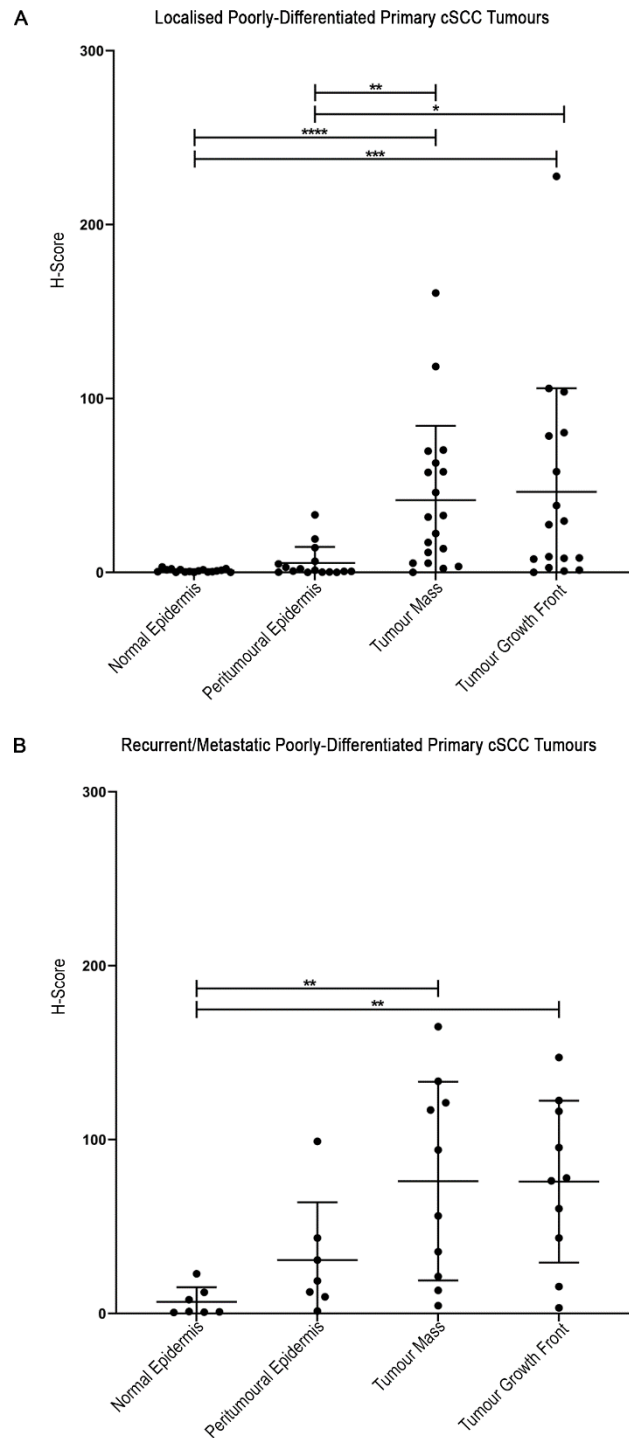 A
Localised Poorly-Differentiated Primary cSCC Tumours
300
**
*
****
***
200
H-Score
100
0
Normal Epidermis
Peritumoural Epidermis
Tumour Mass
Tumour Growth Front
B
Recurrent/Metastatic Poorly-Differentiated Primary cSCC Tumours
300
200
**
**
H-Score
100
0
Normal Epidermis
Peritumoural Epidermis
Tumour Mass
Tumour Growth Front